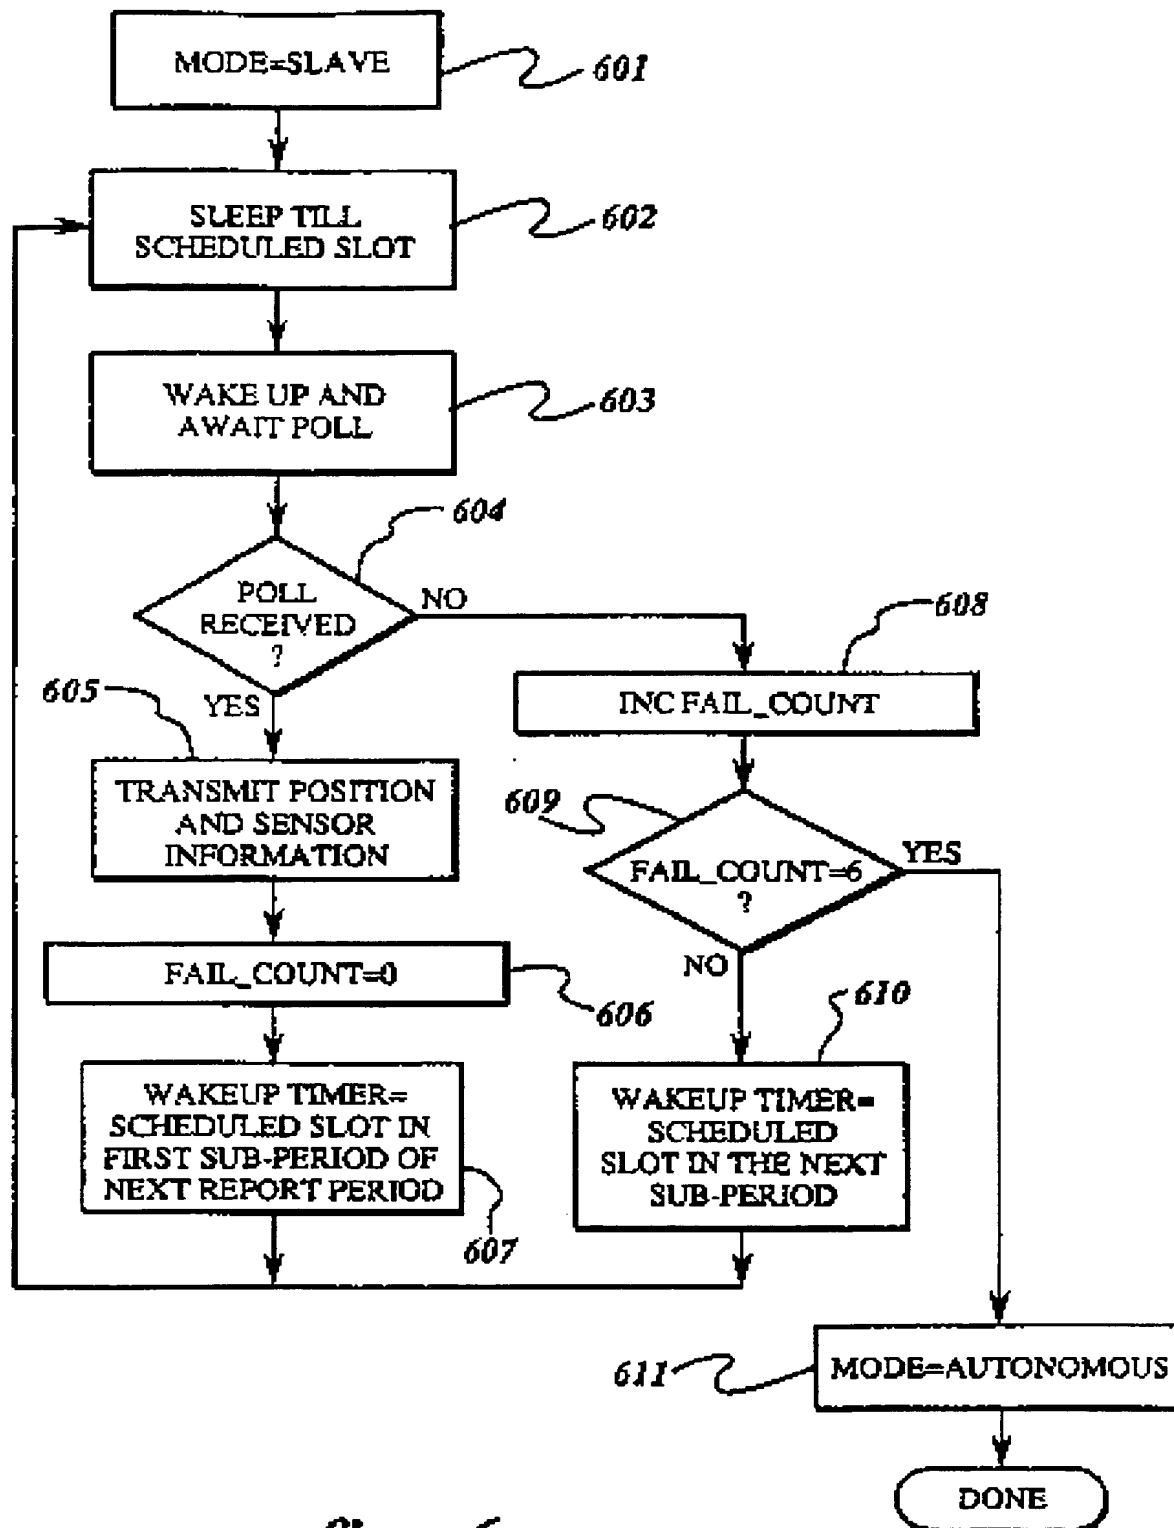 MODE=SLAVE
601
SLEEP TILL
SCHEDULED SLOT
602
WAKE UP AND
AWAIT POLL
603
604
POLL
RECEIVED
?
NO
YES
608
605
INC FAIL_COUNT
TRANSMIT POSITION
AND SENSOR
INFORMATION
609
FAIL_COUNT=6
?
YES
NO
FAIL_COUNT=0
606
610
WAKEUP TIMER=
SCHEDULED SLOT IN
FIRST SUB-PERIOD OF
NEXT REPORT PERIOD
607
WAKEUP TIMER=
SCHEDULED
SLOT IN THE NEXT
SUB-PERIOD
611
MODE=AUTONOMOUS
DONE